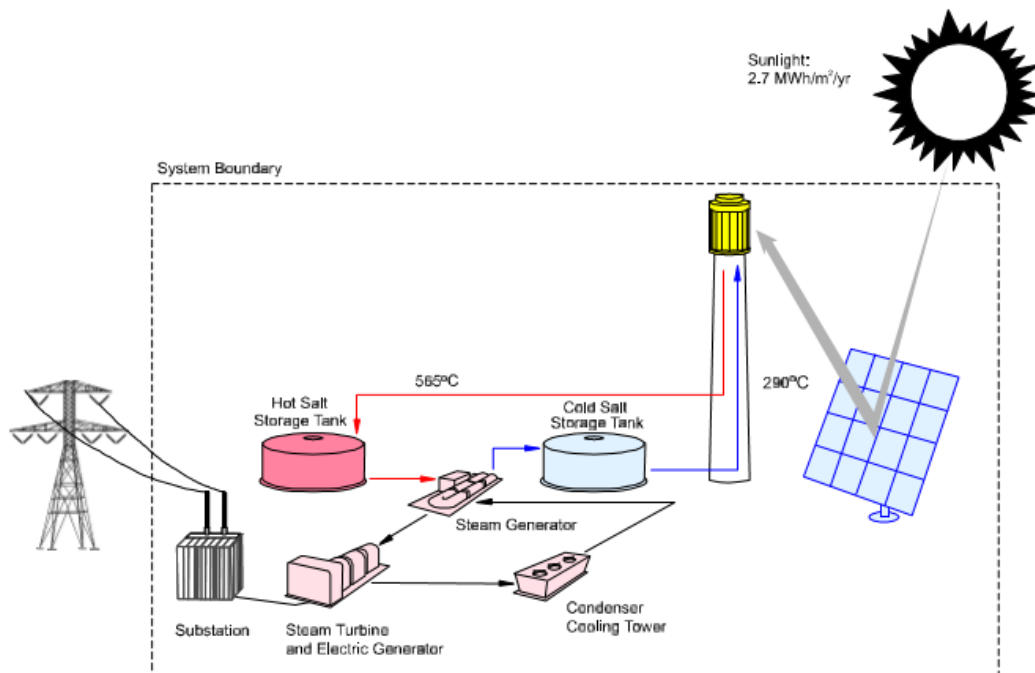 Sunlight:
2.7 MWh/m²/yr
System Boundary
565ºC
290ºC
Hot Salt
Storage Tank
Cold Salt
Storage Tank
Steam Generator
Substation
Steam Turbine
and Electric Generator
Condenser
Cooling Tower